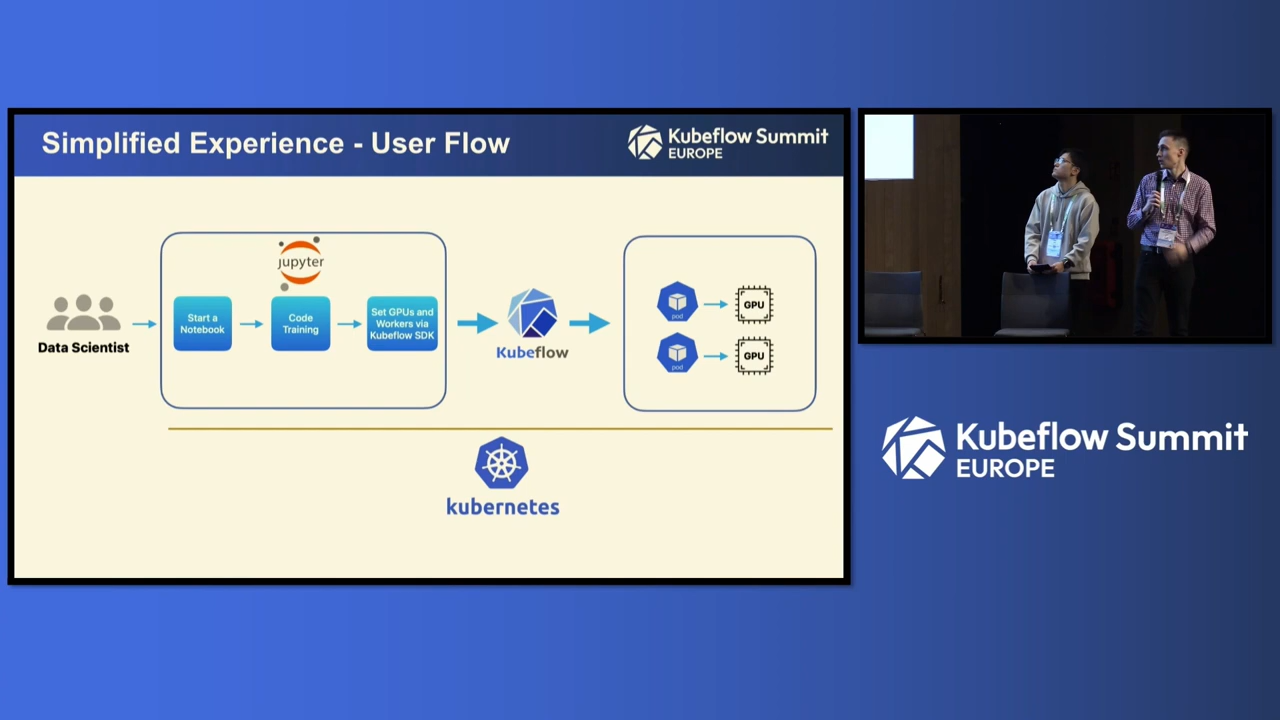 Simplified Experience - User Flow
Kubeflow Summit
EUROPE
jupyter
Data Scientist
Start a
Notebook
Code
Training
Set GPUs and
Workers via
Kubeflow SDK
Kubeflow
pod
GPU
pod
GPU
kubernetes
Kubeflow Summit
EUROPE